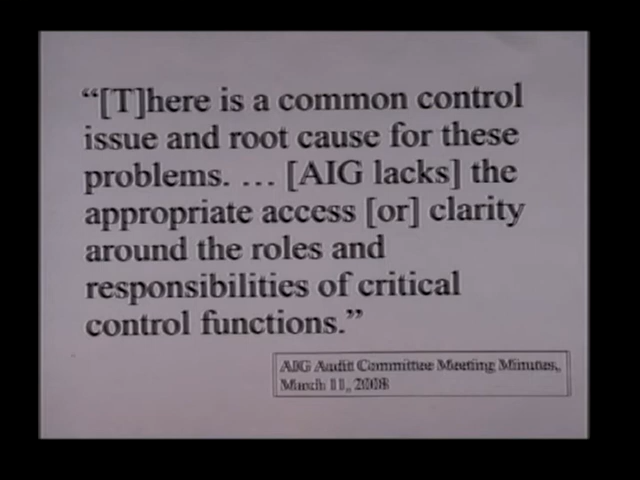 “[T]here is a common control
issue and root cause for these
problems. … [AIG lacks] the
appropriate access [or] clarity
around the roles and
responsibilities of critical
control functions.”
AIG Audit Committee Meeting Minutes,
March 11, 2008